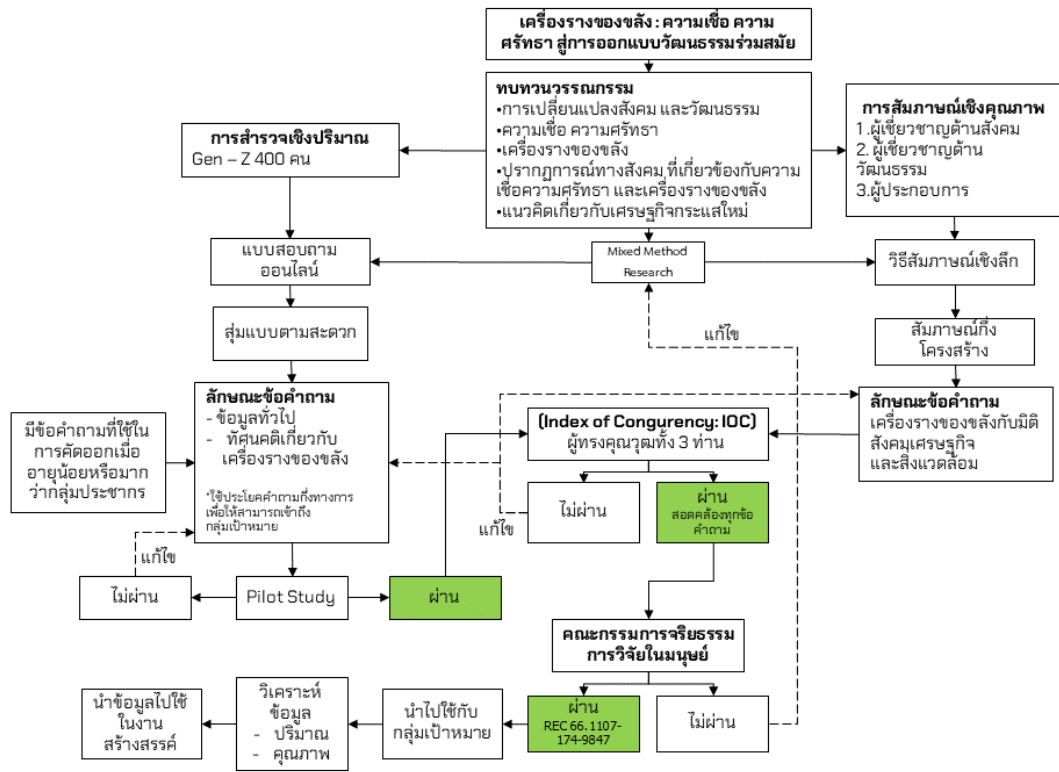 เครื่องรางของขลัง : ความเชื่อ ความ
ศรัทธา สู่การออกแบบวัฒนธรรมร่วมสมัย
ทบทวนวรรณกรรม
•การเปลี่ยนแปลงสังคม และวัฒนธรรม
•ความเชื่อ ความศรัทธา
•เครื่องรางของขลัง
•ปรากฏการณ์ทางสังคม ที่เกี่ยวข้องกับความ
เชื่อความศรัทธา และเครื่องรางของขลัง
•แนวคิดเกี่ยวกับเศรษฐกิจกระแสใหม่
การสำรวจเชิงปริมาณ
Gen – Z 400 คน
การสัมภาษณ์เชิงคุณภาพ
1.ผู้เชี่ยวชาญด้านสังคม
2. ผู้เชี่ยวชาญด้าน
วัฒนธรรม
3.ผู้ประกอบการ
แบบสอบถาม
ออนไลน์
Mixed Method
Research
วิธีสัมภาษณ์เชิงลึก
สุ่มแบบตามสะดวก
แก้ไข
สัมภาษณ์กึ่ง
โครงสร้าง
มีข้อคำถามที่ใช้ใน
การคัดออกเมื่อ
อายุน้อยหรือมาก
ว่ากลุ่มประชากร
ลักษณะข้อคำถาม
- ข้อมูลทั่วไป
- ทัศนคติเกี่ยวกับ
เครื่องรางของขลัง
*ใช้ประโยคคำถามกึ่งทางการ
เพื่อให้สามารถเข้าถึง
กลุ่มเป้าหมาย
(Index of Congurency: IOC)
ผู้ทรงคุณวุฒทั้ง 3 ท่าน
ลักษณะข้อคำถาม
เครื่องรางของขลังกับมิติ
สังคมเศรษฐกิจ
และสิ่งแวดล้อม
แก้ไข
ไม่ผ่าน
ผ่าน
สอดคล้องทุกข้อ
คำถาม
แก้ไข
ไม่ผ่าน
Pilot Study
ผ่าน
คณะกรรมการจริยธรรม
การวิจัยในมนุษย์
นำข้อมูลไปใช้
ในงาน
สร้างสรรค์
วิเคราะห์
ข้อมูล
- ปริมาณ
- คุณภาพ
นำไปใช้กับ
กลุ่มเป้าหมาย
ผ่าน
REC 66. 1107-
174-9847
ไม่ผ่าน